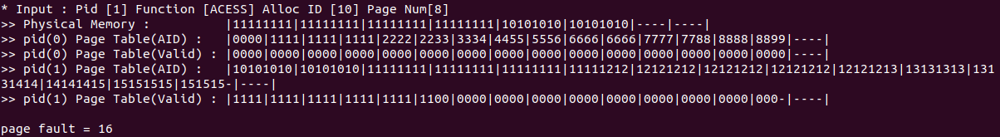 * Input : Pid [1] Function [ACESS] Alloc ID [10] Page Num[8]
>> Physical Memory :          |11111111|11111111|11111111|11111111|10101010|10101010|----|----|
>> pid(0) Page Table(AID) :   |0000|1111|1111|1111|2222|2233|3334|4455|5556|6666|6666|7777|7788|8888|8899|----|
>> pid(0) Page Table(Valid) : |0000|0000|0000|0000|0000|0000|0000|0000|0000|0000|0000|0000|0000|0000|0000|----|
>> pid(1) Page Table(AID) :   |10101010|10101010|11111111|11111111|11111111|11111212|12121212|12121212|12121212|12121213|13131313|131
31414|14141415|15151515|151515-|----|
>> pid(1) Page Table(Valid) : |1111|1111|1111|1111|1111|1100|0000|0000|0000|0000|0000|0000|0000|0000|000-|----|
page fault = 16